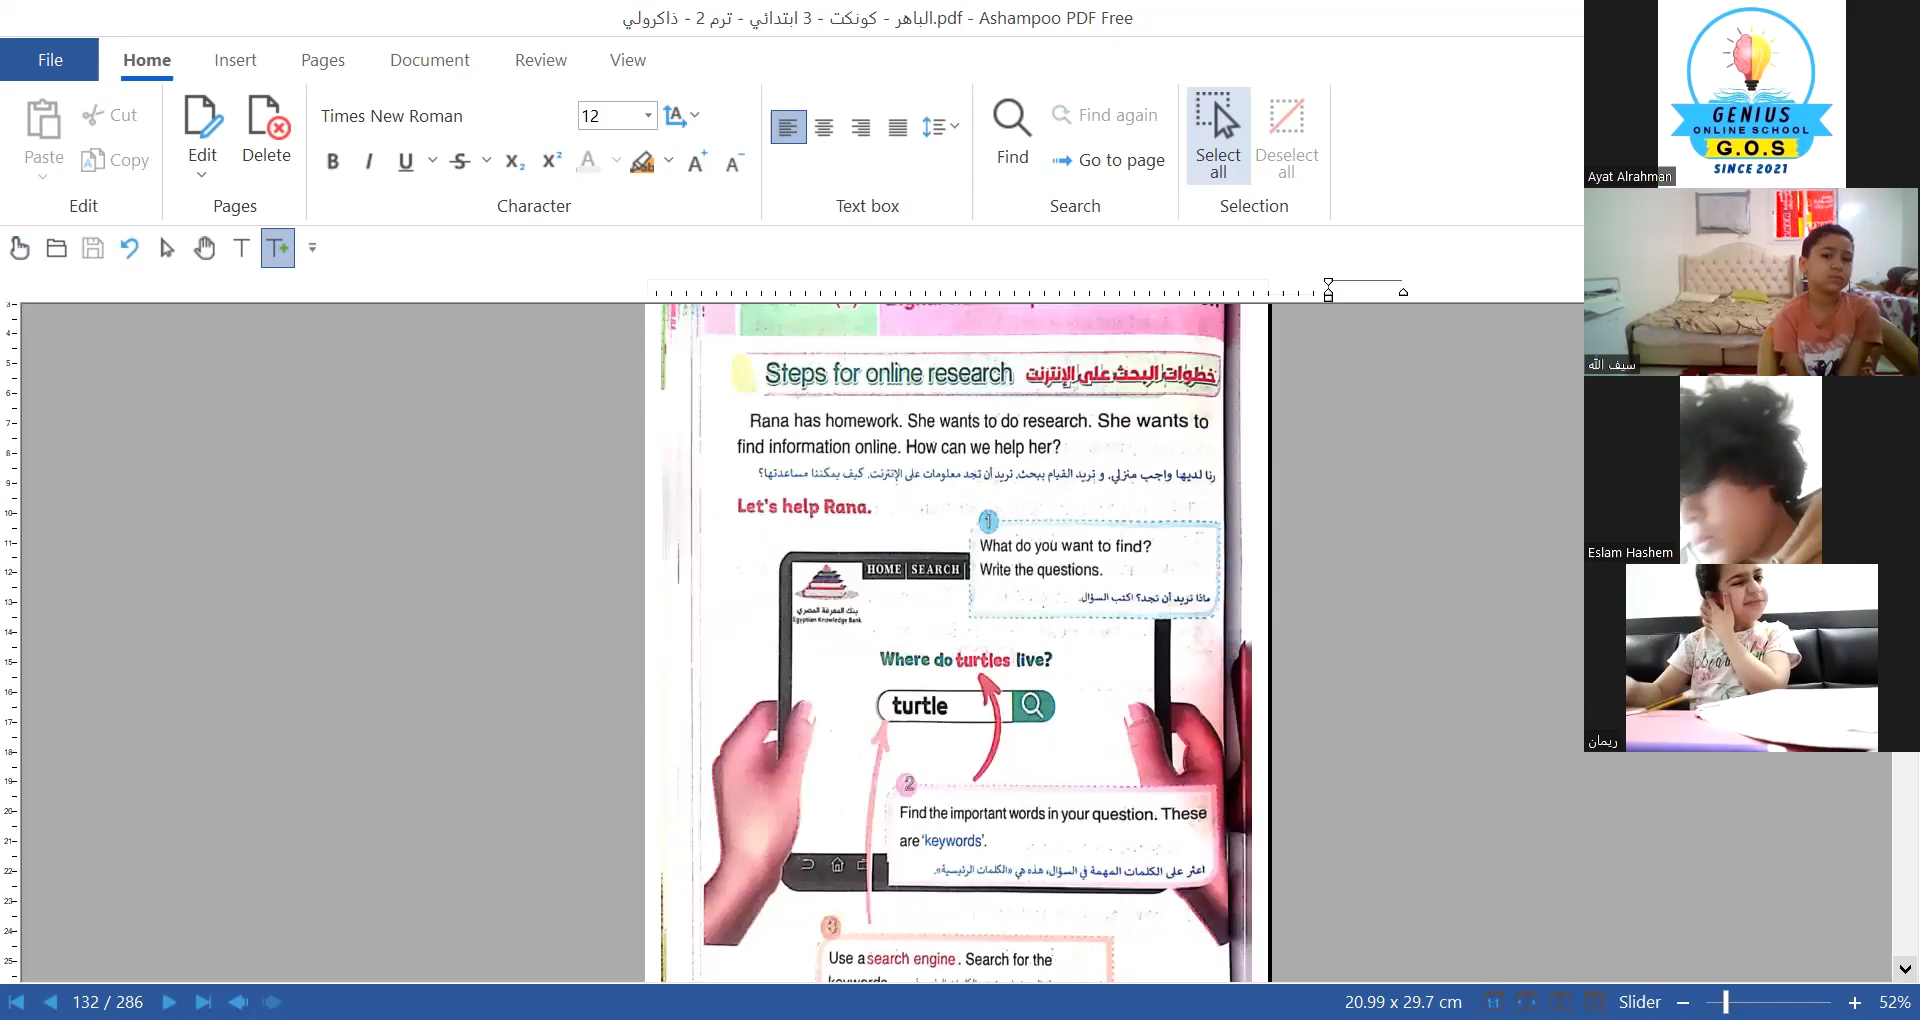 الباهر - كونكت - 3 ابتدائي - ترم 2 - ذاكرولي.pdf - Ashampoo PDF Free
File
Home
Insert
Pages
Document
Review
View
Paste
Cut
Copy
Edit
Edit
Delete
Pages
Times New Roman
12
Character
Text box
Find
Find again
Go to page
Search
Select all
Deselect all
Selection
Steps for online research خطوات البحث على الإنترنت
Rana has homework. She wants to do research. She wants to
find information online. How can we help her?
رنا لديها واجب منزلي، و تريد القيام ببحث. تريد أن تجد معلومات على الإنترنت. كيف يمكننا مساعدتها؟
Let's help Rana.
1
What do you want to find?
Write the questions.
ماذا تريد أن تجد؟ اكتب السؤال.
HOME | SEARCH
بنك المعرفة المصري
Egyptian Knowledge Bank
Where do turtles live?
turtle
2
Find the important words in your question. These
are 'keywords'.
اعثر على الكلمات المهمة في السؤال، هذه هي «الكلمات الرئيسية».
3
Use a search engine. Search for the
132 / 286
20.99 x 29.7 cm
1:1
Slider
52%
GENIUS
ONLINE SCHOOL
G.O.S
SINCE 2021
Ayat Alrahman
سيف الله
Eslam Hashem
ريمان